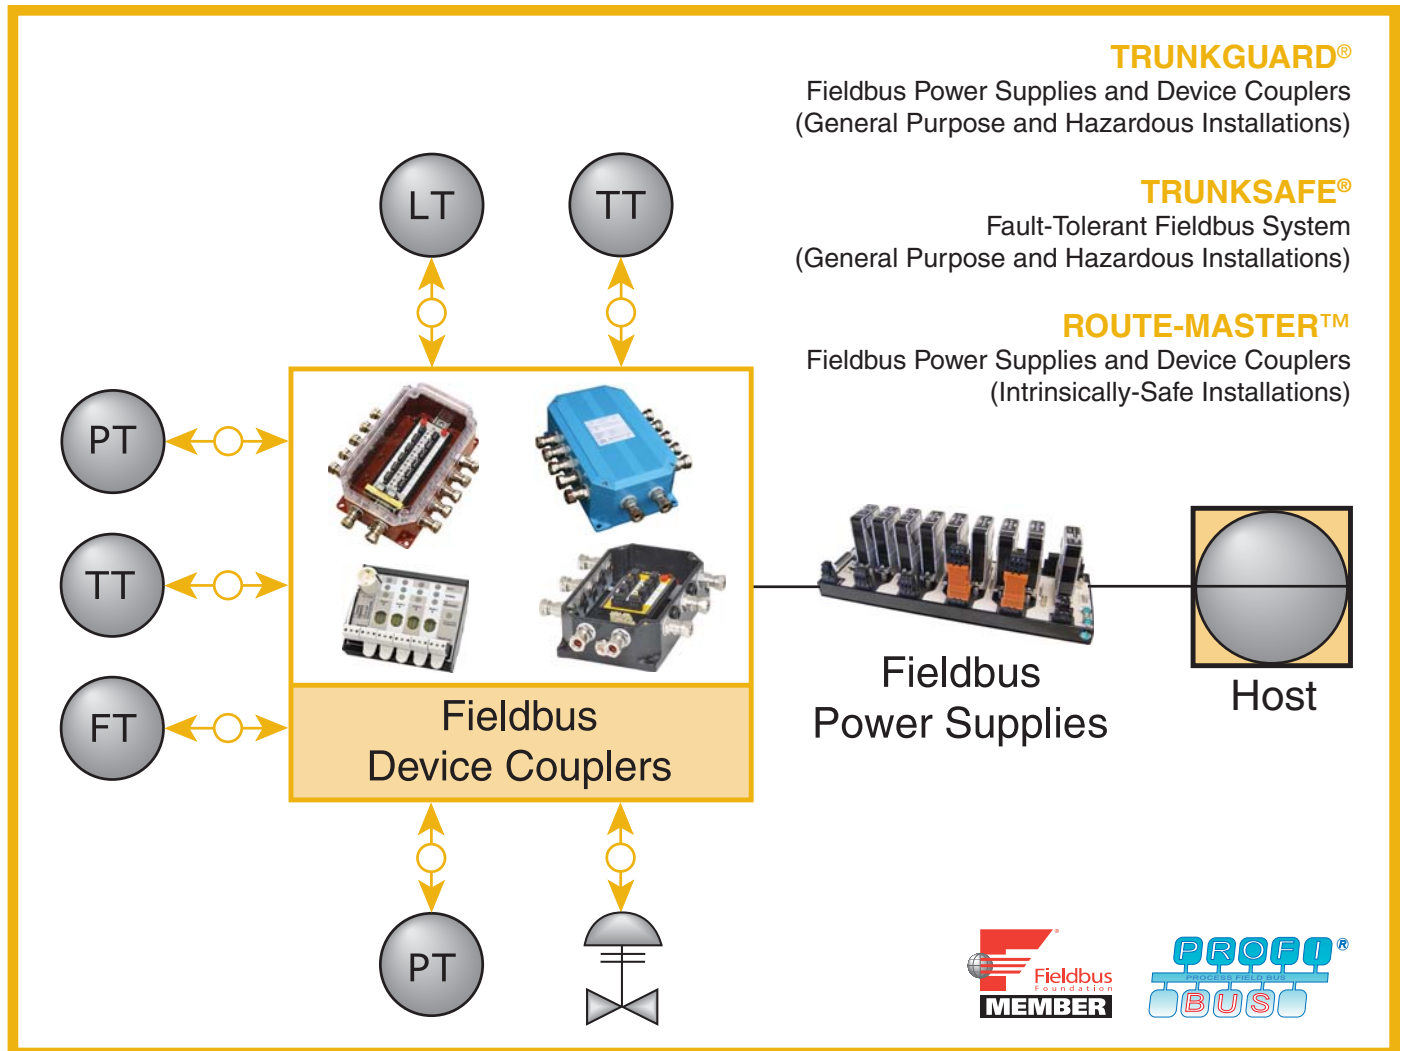 TRUNKGUARD®
Fieldbus Power Supplies and Device Couplers
(General Purpose and Hazardous Installations)
TRUNKSAFE®
Fault-Tolerant Fieldbus System
(General Purpose and Hazardous Installations)
ROUTE-MASTER™
Fieldbus Power Supplies and Device Couplers
(Intrinsically-Safe Installations)
LT
TT
PT
TT
FT
Fieldbus
Device Couplers
Fieldbus
Power Supplies
Host
PT
Fieldbus
Foundation
MEMBER
PROFI®
PROCESS FIELD BUS
BUS